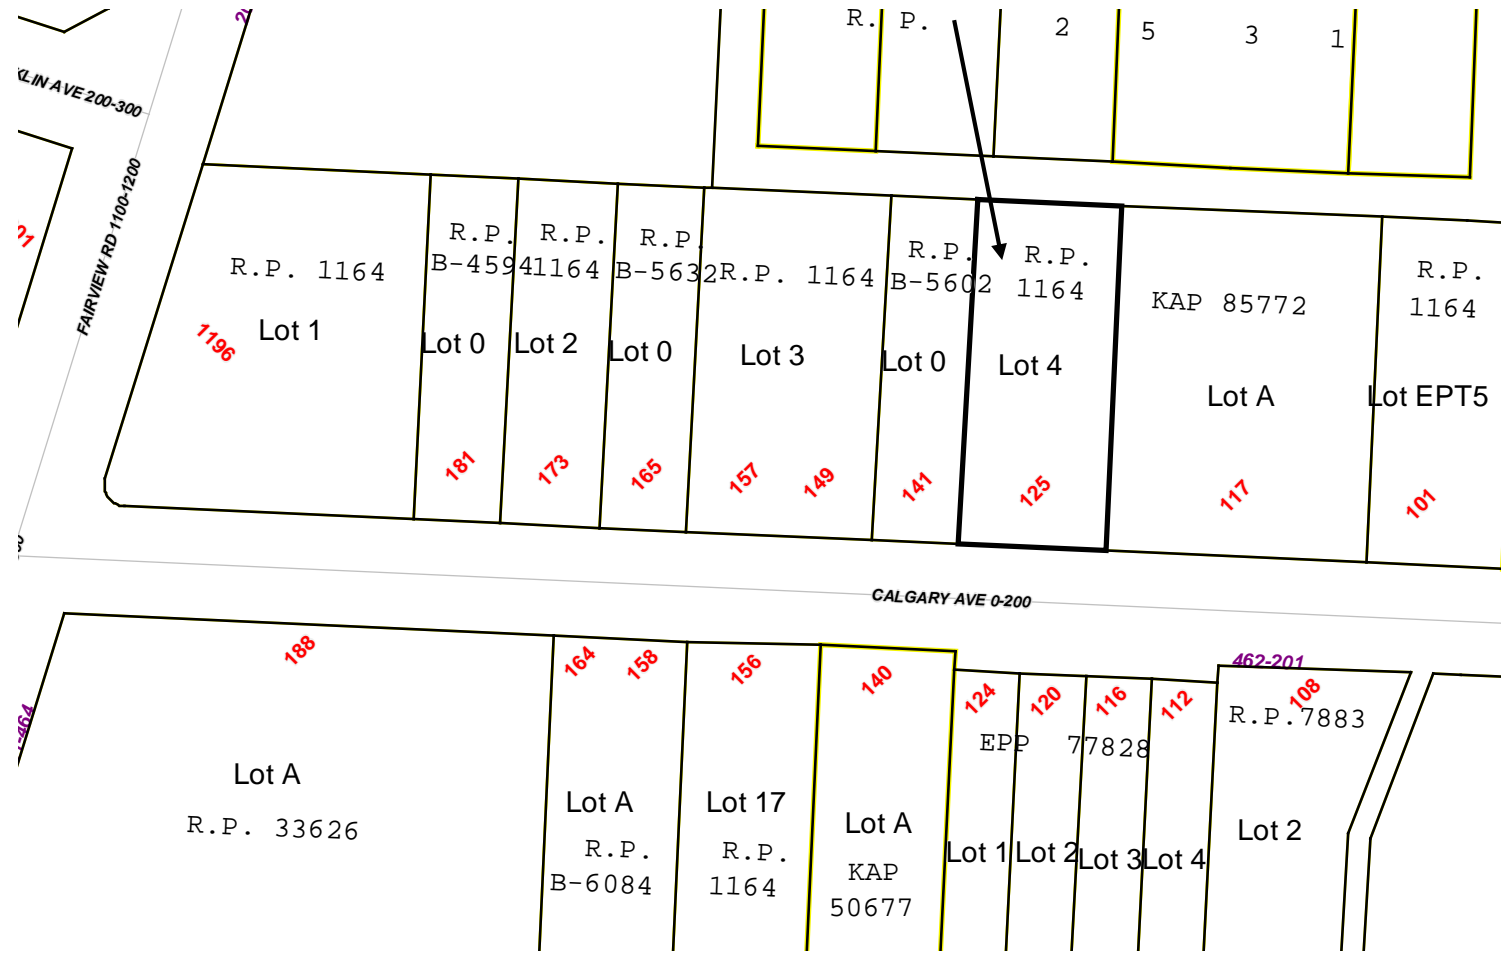 R. P.
2 5 3 1
KLIN AVE 200-300
FAIRVIEW RD 1100-1200
R.P. 1164
Lot 1
1196
R.P.
B-4594
Lot 0
181
R.P.
1164
Lot 2
173
R.P.
B-5632
Lot 0
165
R.P. 1164
Lot 3
157
149
R.P.
B-5602
Lot 0
141
R.P.
1164
Lot 4
125
KAP 85772
Lot A
117
R.P.
1164
Lot EPT5
101
CALGARY AVE 0-200
188
Lot A
R.P. 33626
164
158
Lot A
R.P.
B-6084
156
Lot 17
R.P.
1164
140
Lot A
KAP
50677
124
120
116
112
EPP 77828
Lot 1
Lot 2
Lot 3
Lot 4
462-201
108
R.P.7883
Lot 2
-464